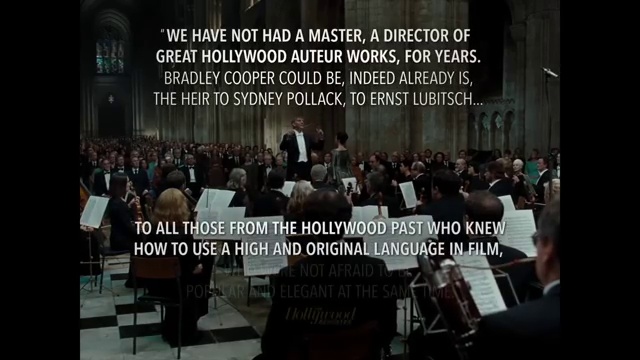 "WE HAVE NOT HAD A MASTER, A DIRECTOR OF
GREAT HOLLYWOOD AUTEUR WORKS, FOR YEARS.
BRADLEY COOPER COULD BE, INDEED ALREADY IS,
THE HEIR TO SYDNEY POLLACK, TO ERNST LUBITSCH...
TO ALL THOSE FROM THE HOLLYWOOD PAST WHO KNEW
HOW TO USE A HIGH AND ORIGINAL LANGUAGE IN FILM,
NOT AFRAID TO BE
POPULAR AND ELEGANT AT THE SAME TIME.
Hollywood